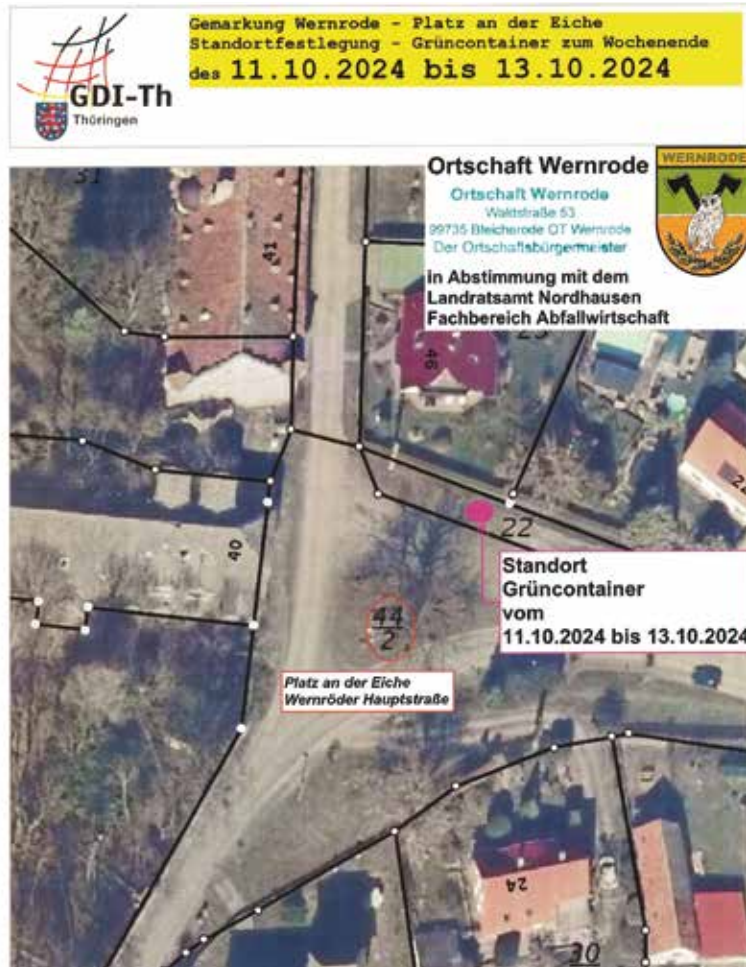 Gemarkung Wernrode - Platz an der Eiche
Standortfestlegung - Grüncontainer zum Wochenende
des 11.10.2024 bis 13.10.2024
GDI-Th
Thüringen
Ortschaft Wernrode
WERNRODE
Ortschaft Wernrode
Waldstraße 53
99735 Bleicherode OT Wernrode
Der Ortschaftsbürgermeister
in Abstimmung mit dem
Landratsamt Nordhausen
Fachbereich Abfallwirtschaft
31
41
46
40
22
Standort
Grüncontainer
vom
11.10.2024 bis 13.10.2024
44
2
Platz an der Eiche
Wernröder Hauptstraße
24
30